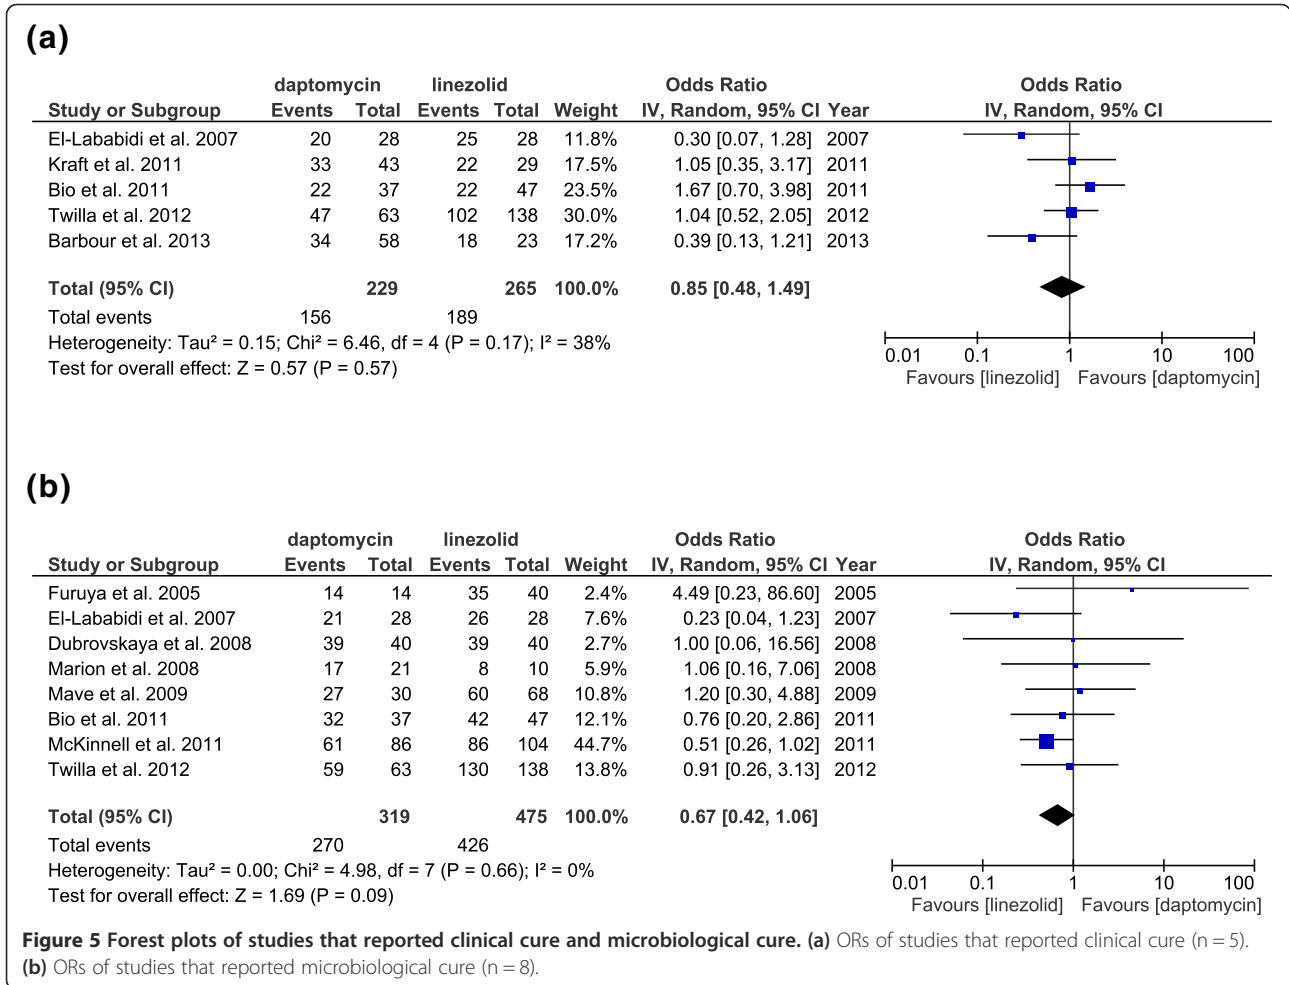 (a)
daptomycin linezolid Odds Ratio Odds Ratio
Study or Subgroup Events Total Events Total Weight IV, Random, 95% CI Year IV, Random, 95% CI
El-Lababidi et al. 2007 20 28 25 28 11.8% 0.30 [0.07, 1.28] 2007
Kraft et al. 2011 33 43 22 29 17.5% 1.05 [0.35, 3.17] 2011
Bio et al. 2011 22 37 22 47 23.5% 1.67 [0.70, 3.98] 2011
Twilla et al. 2012 47 63 102 138 30.0% 1.04 [0.52, 2.05] 2012
Barbour et al. 2013 34 58 18 23 17.2% 0.39 [0.13, 1.21] 2013
Total (95% CI) 229 265 100.0% 0.85 [0.48, 1.49]
Total events 156 189
Heterogeneity: Tau² = 0.15; Chi² = 6.46, df = 4 (P = 0.17); I² = 38%
Test for overall effect: Z = 0.57 (P = 0.57)
0.01 0.1 1 10 100
Favours [linezolid] Favours [daptomycin]
(b)
daptomycin linezolid Odds Ratio Odds Ratio
Study or Subgroup Events Total Events Total Weight IV, Random, 95% CI Year IV, Random, 95% CI
Furuya et al. 2005 14 14 35 40 2.4% 4.49 [0.23, 86.60] 2005
El-Lababidi et al. 2007 21 28 26 28 7.6% 0.23 [0.04, 1.23] 2007
Dubrovskaya et al. 2008 39 40 39 40 2.7% 1.00 [0.06, 16.56] 2008
Marion et al. 2008 17 21 8 10 5.9% 1.06 [0.16, 7.06] 2008
Mave et al. 2009 27 30 60 68 10.8% 1.20 [0.30, 4.88] 2009
Bio et al. 2011 32 37 42 47 12.1% 0.76 [0.20, 2.86] 2011
McKinnell et al. 2011 61 86 86 104 44.7% 0.51 [0.26, 1.02] 2011
Twilla et al. 2012 59 63 130 138 13.8% 0.91 [0.26, 3.13] 2012
Total (95% CI) 319 475 100.0% 0.67 [0.42, 1.06]
Total events 270 426
Heterogeneity: Tau² = 0.00; Chi² = 4.98, df = 7 (P = 0.66); I² = 0%
Test for overall effect: Z = 1.69 (P = 0.09)
0.01 0.1 1 10 100
Favours [linezolid] Favours [daptomycin]
Figure 5 Forest plots of studies that reported clinical cure and microbiological cure. (a) ORs of studies that reported clinical cure (n = 5).
(b) ORs of studies that reported microbiological cure (n = 8).